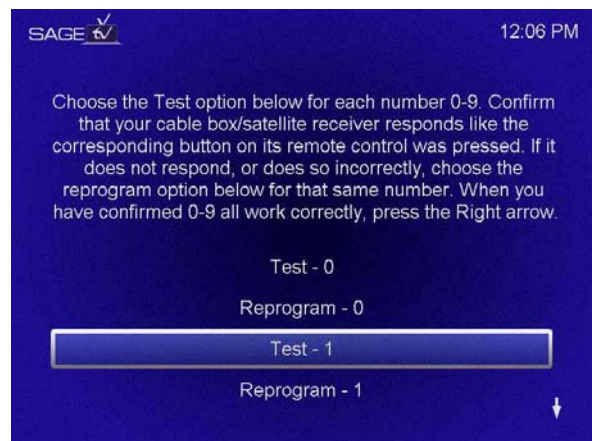 SAGE tv
12:06 PM
Choose the Test option below for each number 0-9. Confirm
that your cable box/satellite receiver responds like the
corresponding button on its remote control was pressed. If it
does not respond, or does so incorrectly, choose the
reprogram option below for that same number. When you
have confirmed 0-9 all work correctly, press the Right arrow.
Test - 0
Reprogram - 0
Test - 1
Reprogram - 1